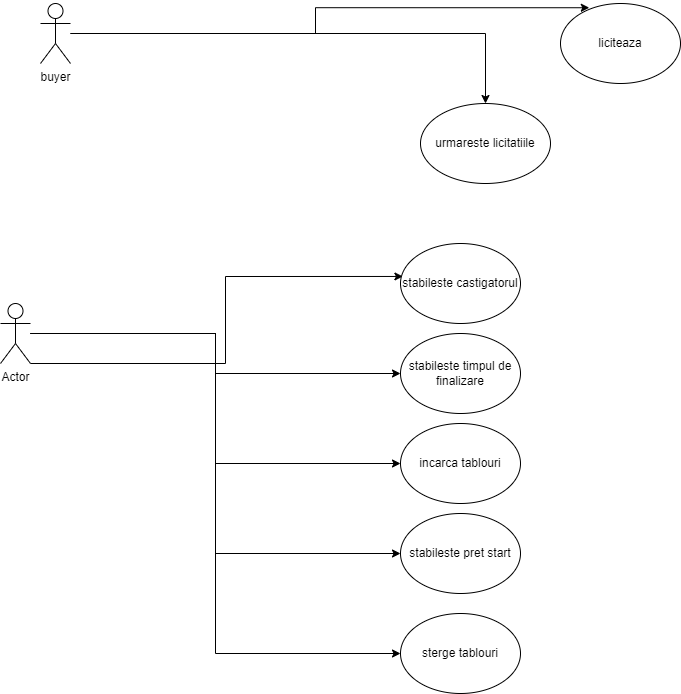 liciteaza
buyer
urmareste licitatiile
stabileste castigatorul
Actor
stabileste timpul de
finalizare
incarca tablouri
stabileste pret start
sterge tablouri